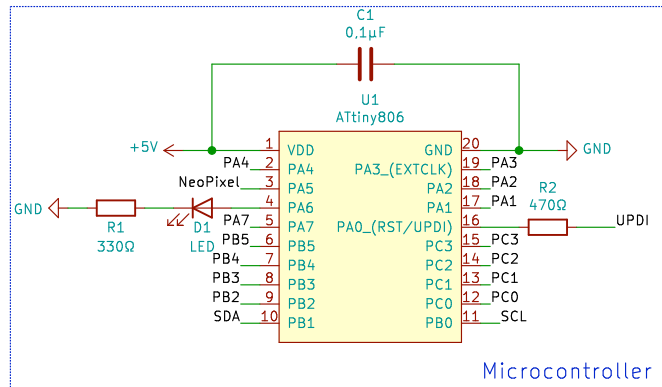 C1
0,1µF
U1
ATtiny806
+5V
1 VDD GND 20 GND
PA4 2 PA4 PA3_(EXTCLK) 19 PA3
NeoPixel 3 PA5 PA2 18 PA2
GND R1 330Ω D1 LED 4 PA6 PA1 17 PA1
PA7 5 PA7 PA0_(RST/UPDI) 16 R2 470Ω UPDI
PB5 6 PB5 PC3 15 PC3
PB4 7 PB4 PC2 14 PC2
PB3 8 PB3 PC1 13 PC1
PB2 9 PB2 PC0 12 PC0
SDA 10 PB1 PB0 11 SCL
Microcontroller